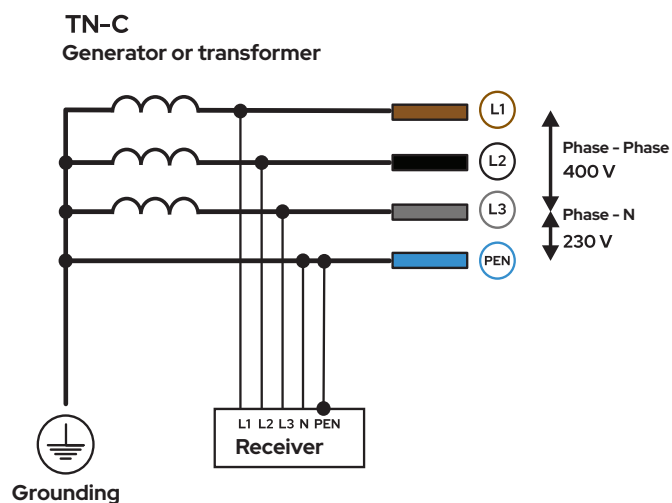 TN-C
Generator or transformer
L1
L2
Phase - Phase
400 V
L3
Phase - N
230 V
PEN
L1 L2 L3 N PEN
Receiver
Grounding